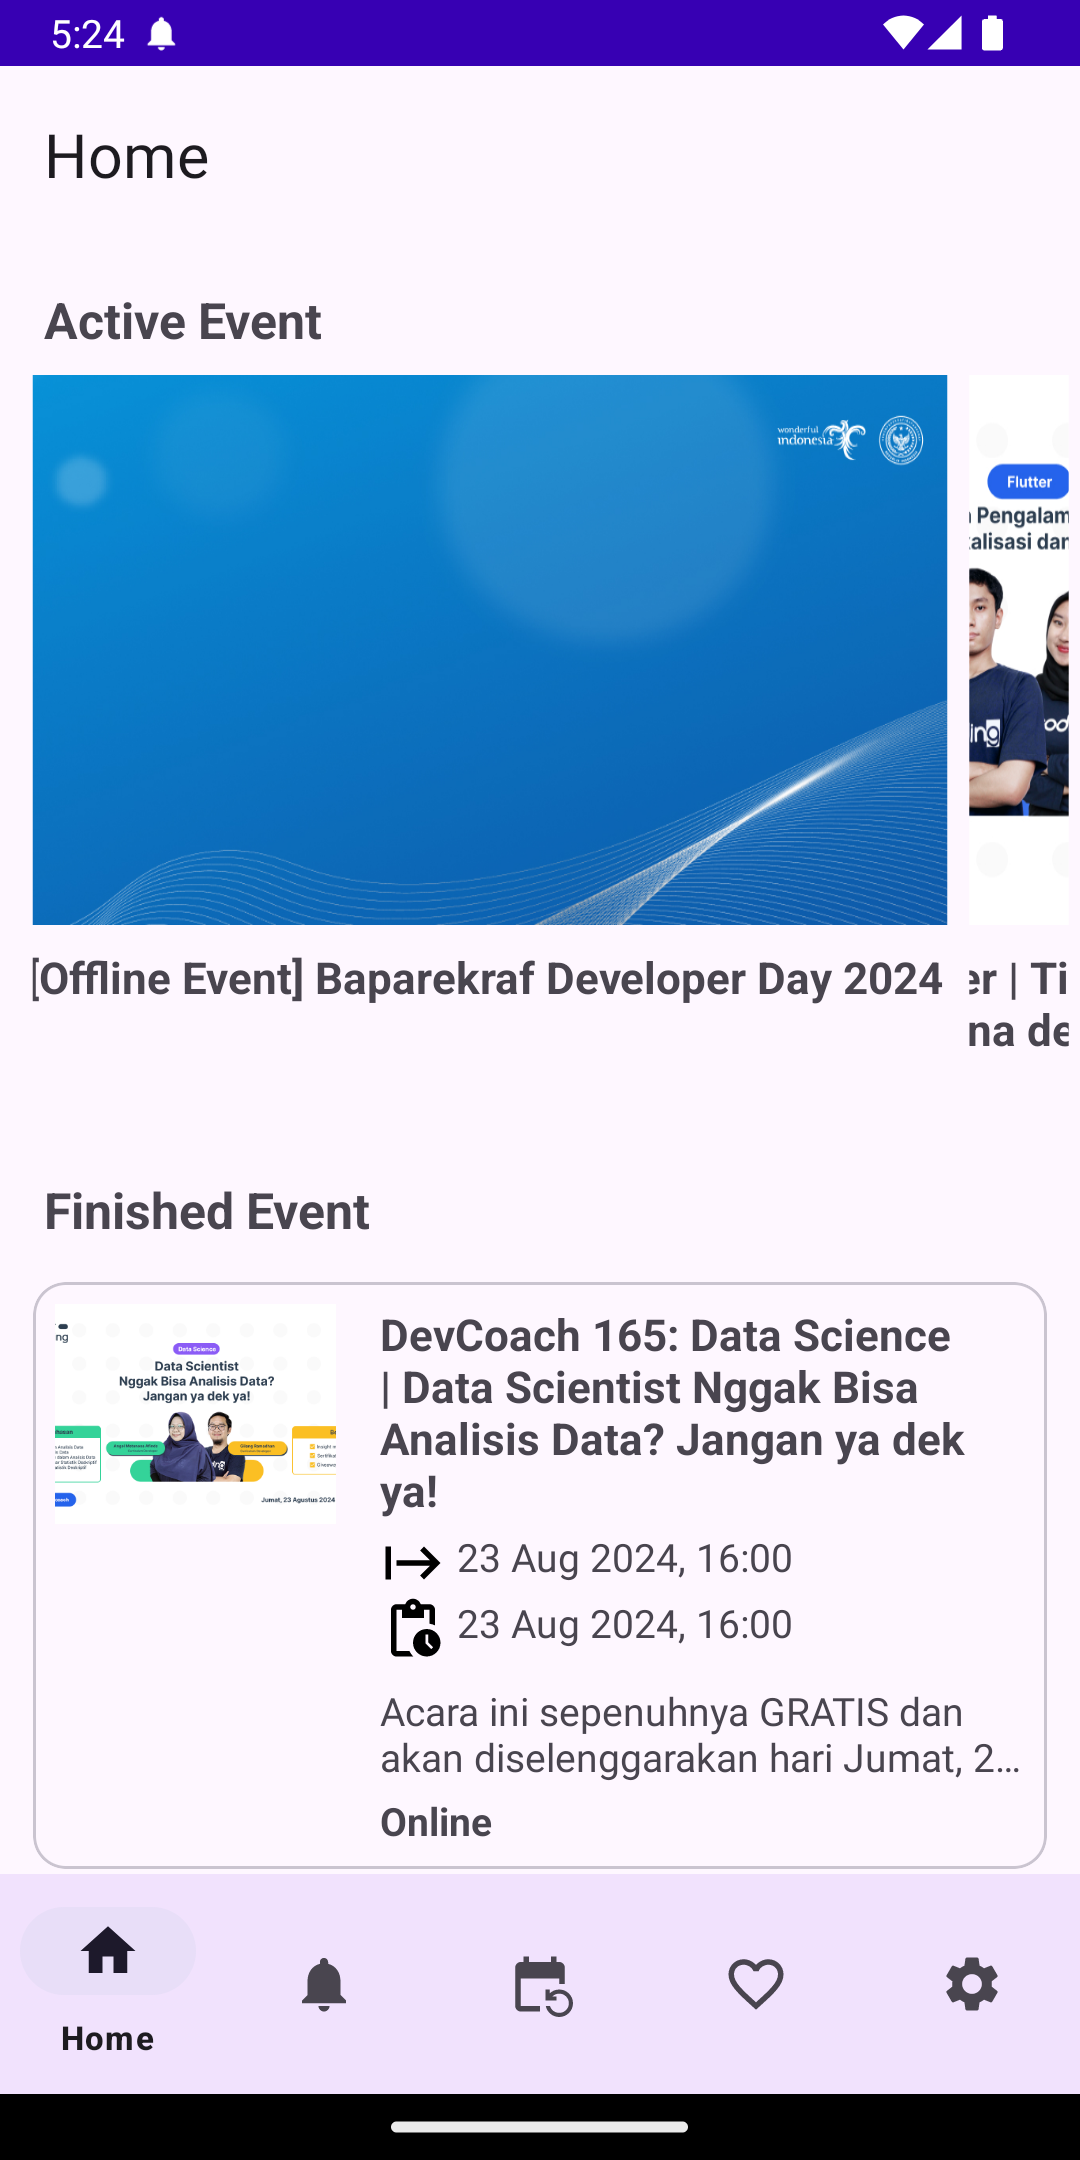 5:24
Home
Active Event
wonderful
indonesia
Flutter
Pengalam
alisasi dan
ing
[Offline Event] Baparekraf Developer Day 2024
er | Ti
na de
Finished Event
ng
Data Science
Data Scientist
Nggak Bisa Analisis Data?
Jangan ya dek ya!
Jumat, 23 Agustus 2024
DevCoach 165: Data Science
| Data Scientist Nggak Bisa
Analisis Data? Jangan ya dek
ya!
23 Aug 2024, 16:00
23 Aug 2024, 16:00
Acara ini sepenuhnya GRATIS dan
akan diselenggarakan hari Jumat, 2…
Online
Home